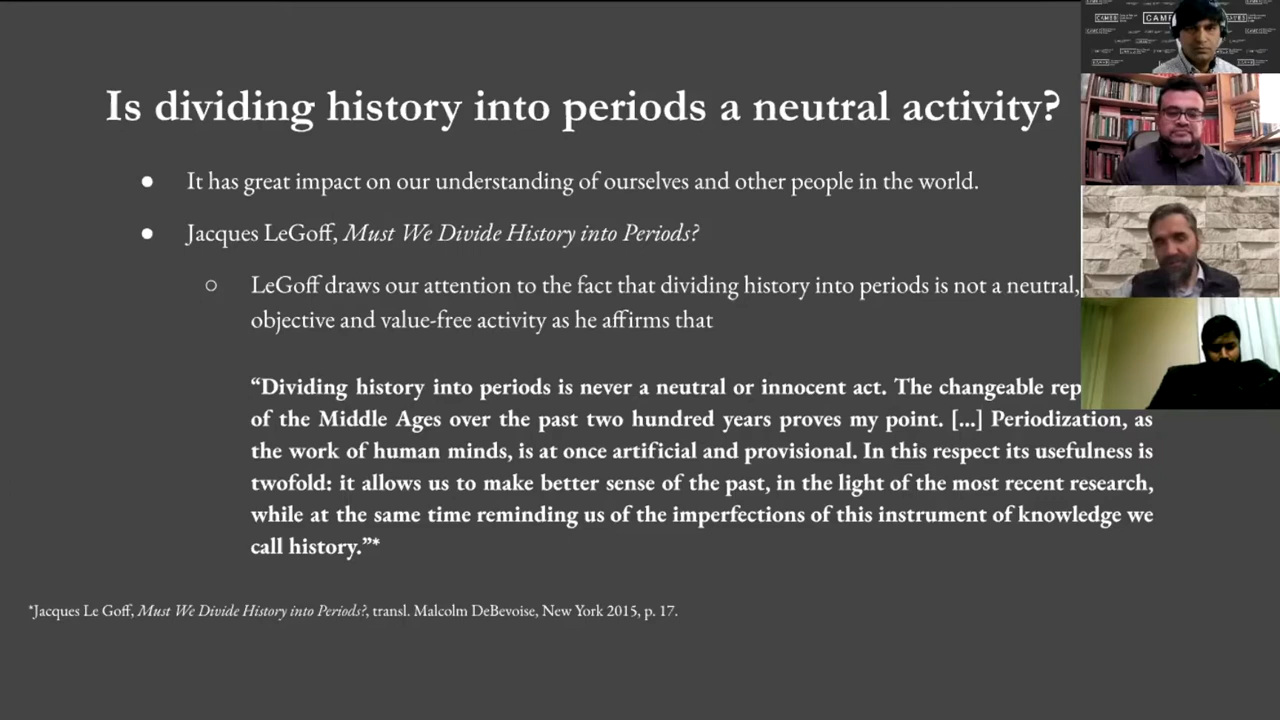 Is dividing history into periods a neutral activity?
It has great impact on our understanding of ourselves and other people in the world.
Jacques LeGoff, Must We Divide History into Periods?
LeGoff draws our attention to the fact that dividing history into periods is not a neutral,
objective and value-free activity as he affirms that
“Dividing history into periods is never a neutral or innocent act. The changeable
of the Middle Ages over the past two hundred years proves my point. [...] Periodization, as
the work of human minds, is at once artificial and provisional. In this respect its usefulness is
twofold: it allows us to make better sense of the past, in the light of the most recent research,
while at the same time reminding us of the imperfections of this instrument of knowledge we
call history.”*
*Jacques Le Goff, Must We Divide History into Periods?, transl. Malcolm DeBevoise, New York 2015, p. 17.